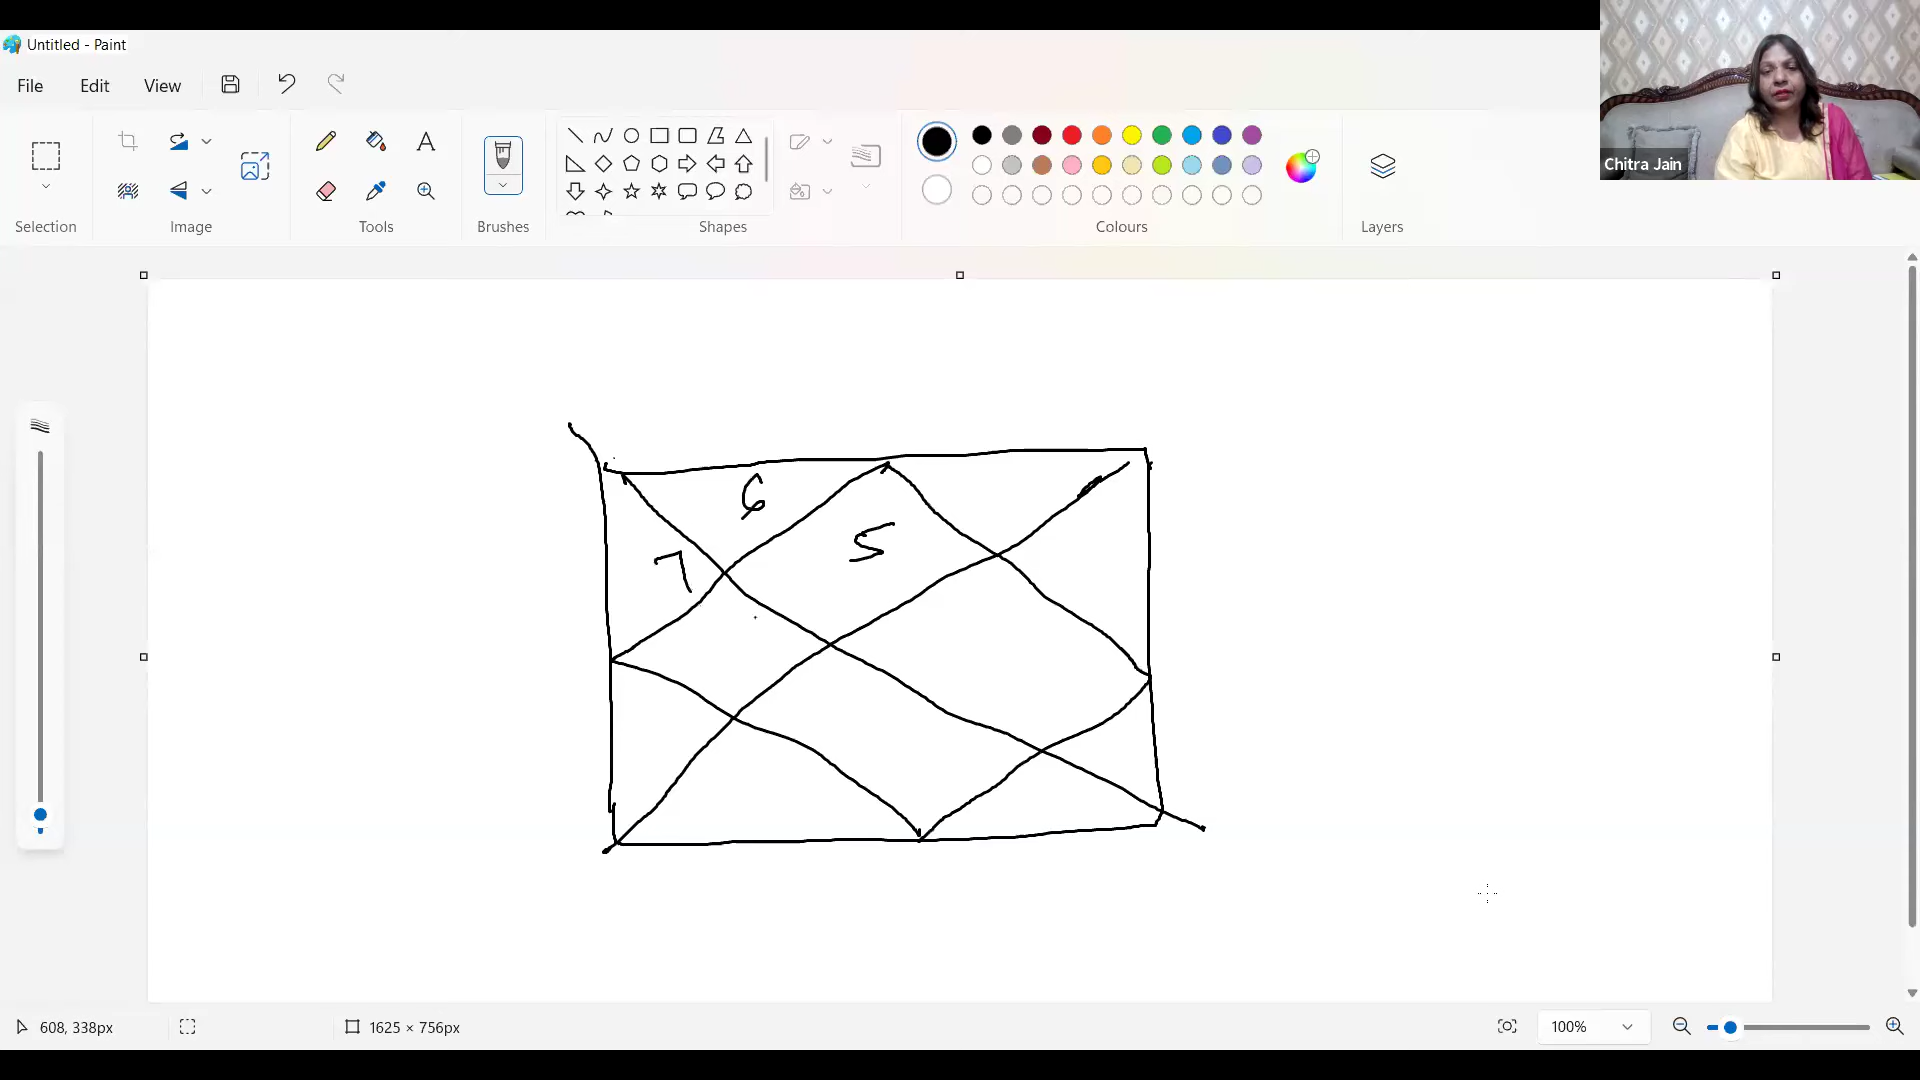 Untitled - Paint
File Edit View
Selection Image Tools Brushes Shapes Colours Layers
Chitra Jain
6
5
7
608, 338px 1625 × 756px 100%